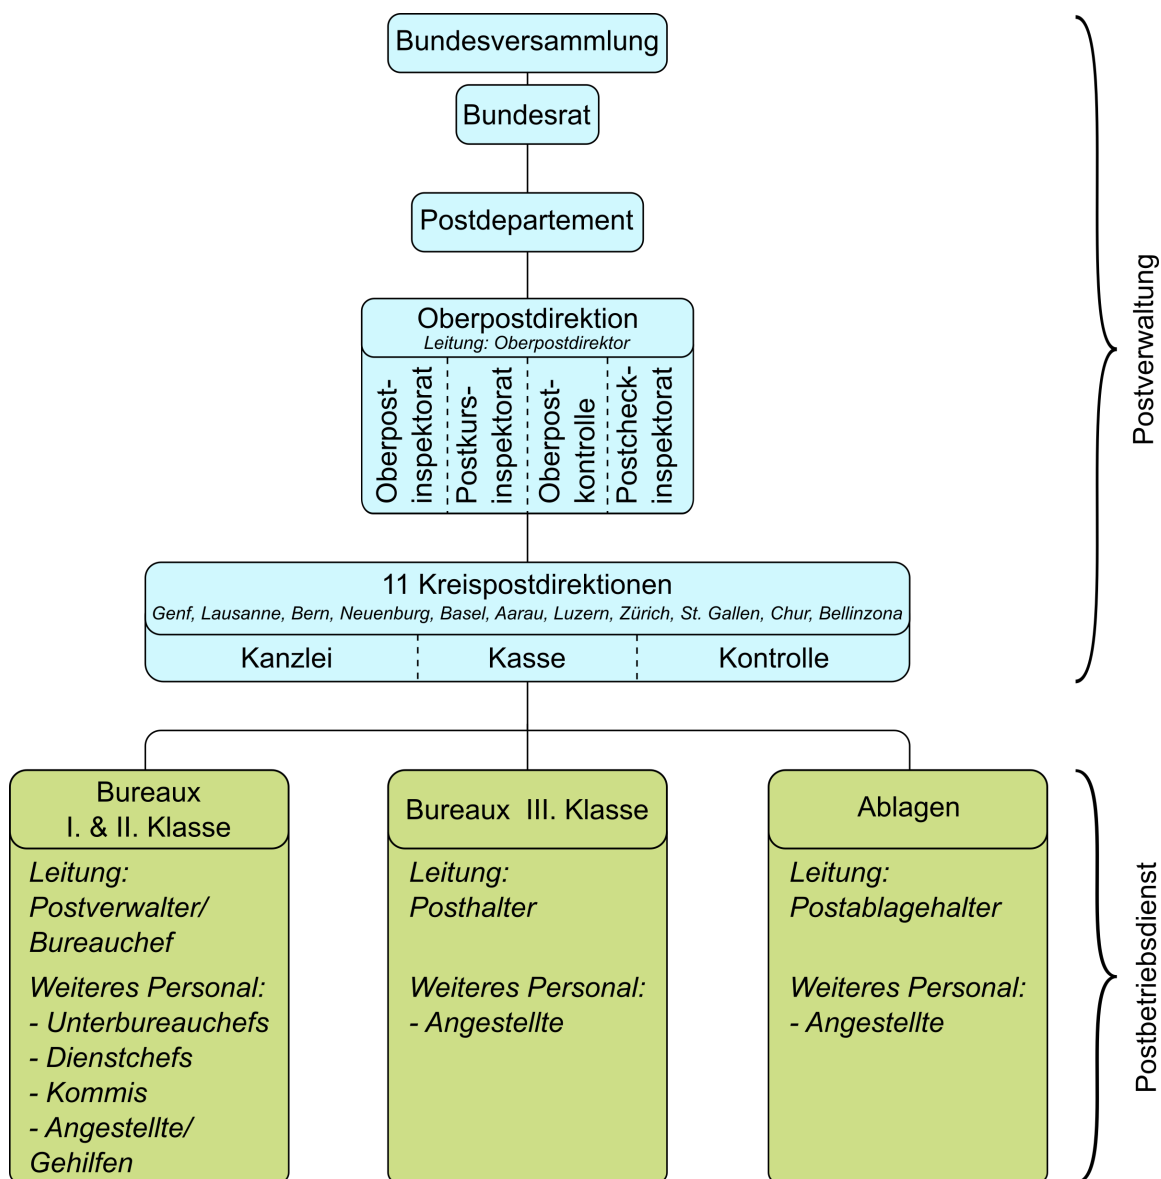 Bundesversammlung
Bundesrat
Postdepartement
Oberpostdirektion
Leitung: Oberpostdirektor
Oberpost-
inspektorat
Postkurs-
inspektorat
Oberpost-
kontrolle
Postcheck-
inspektorat
11 Kreispostdirektionen
Genf, Lausanne, Bern, Neuenburg, Basel, Aarau, Luzern, Zürich, St. Gallen, Chur, Bellinzona
Kanzlei
Kasse
Kontrolle
Postverwaltung
Bureaux
I. & II. Klasse
Leitung:
Postverwalter/
Bureauchef
Weiteres Personal:
- Unterbureauchefs
- Dienstchefs
- Kommis
- Angestellte/
Gehilfen
Bureaux III. Klasse
Leitung:
Posthalter
Weiteres Personal:
- Angestellte
Ablagen
Leitung:
Postablagehalter
Weiteres Personal:
- Angestellte
Postbetriebsdienst